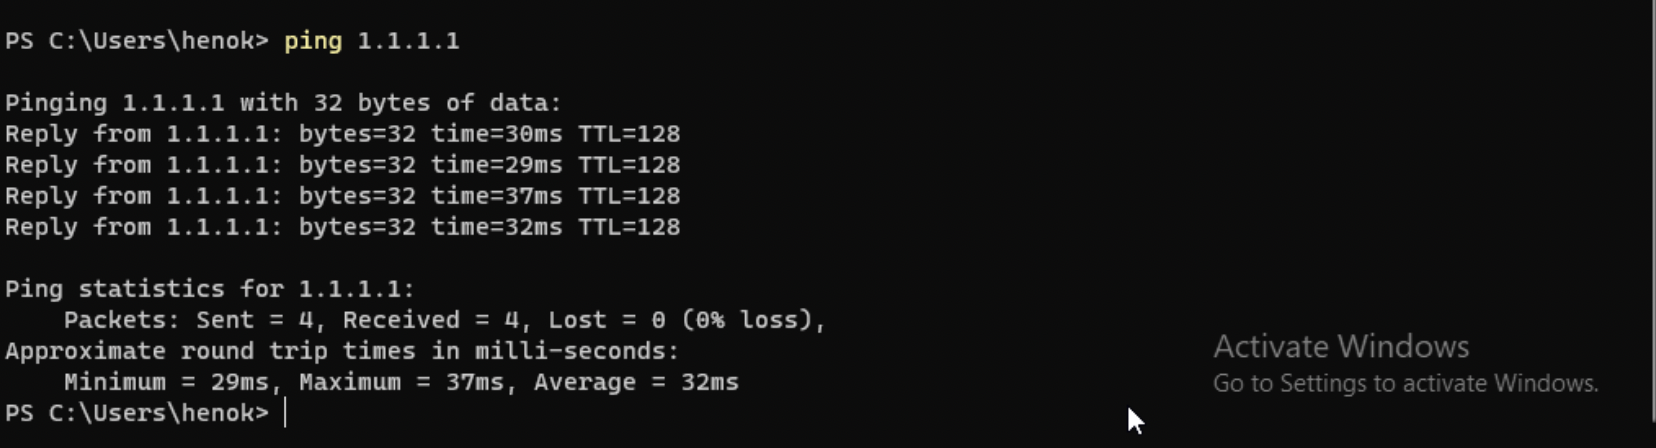 PS C:\Users\henok> ping 1.1.1.1
Pinging 1.1.1.1 with 32 bytes of data:
Reply from 1.1.1.1: bytes=32 time=30ms TTL=128
Reply from 1.1.1.1: bytes=32 time=29ms TTL=128
Reply from 1.1.1.1: bytes=32 time=37ms TTL=128
Reply from 1.1.1.1: bytes=32 time=32ms TTL=128
Ping statistics for 1.1.1.1:
    Packets: Sent = 4, Received = 4, Lost = 0 (0% loss),
Approximate round trip times in milli-seconds:
    Minimum = 29ms, Maximum = 37ms, Average = 32ms
PS C:\Users\henok>
Activate Windows
Go to Settings to activate Windows.